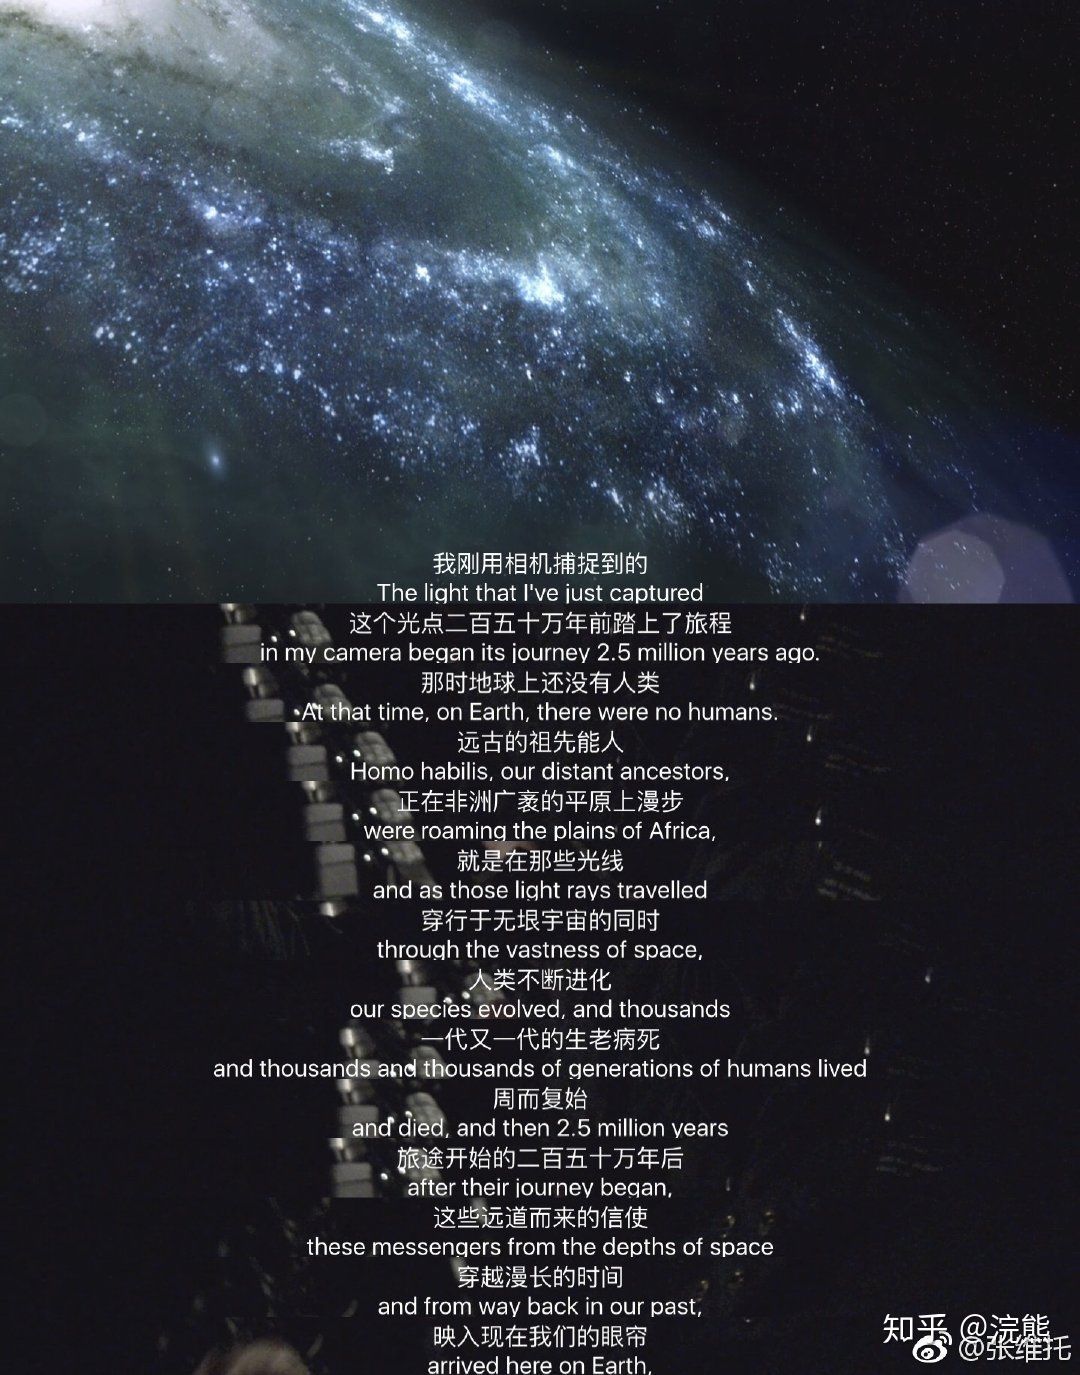 我刚用相机捕捉到的
The light that I've just captured
这个光点二百五十万年前踏上了旅程
in my camera began its journey 2.5 million years ago.
那时地球上还没有人类
At that time, on Earth, there were no humans.
远古的祖先能人
Homo habilis, our distant ancestors,
正在非洲广袤的平原上漫步
were roaming the plains of Africa,
就是在那些光线
and as those light rays travelled
穿行于无垠宇宙的同时
through the vastness of space,
人类不断进化
our species evolved, and thousands
一代又一代的生老病死
and thousands and thousands of generations of humans lived
周而复始
and died, and then 2.5 million years
旅途开始的二百五十万年后
after their journey began,
这些远道而来的信使
these messengers from the depths of space
穿越漫长的时间
and from way back in our past,
映入现在我们的眼帘
arrived here on Earth,
知乎 @浣熊
@张维托